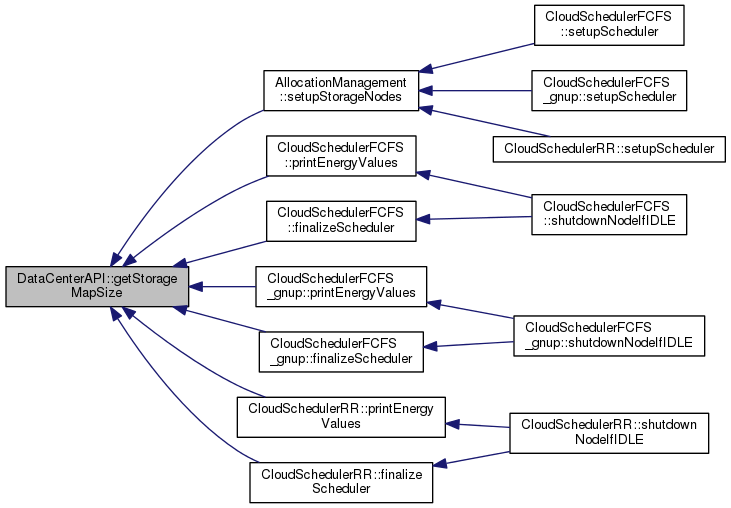 CloudSchedulerFCFS
::setupScheduler
AllocationManagement
::setupStorageNodes
CloudSchedulerFCFS
_gnup::setupScheduler
CloudSchedulerRR::setupScheduler
CloudSchedulerFCFS
::printEnergyValues
CloudSchedulerFCFS
::shutdownNodeIfIDLE
CloudSchedulerFCFS
::finalizeScheduler
DataCenterAPI::getStorage
MapSize
CloudSchedulerFCFS
_gnup::printEnergyValues
CloudSchedulerFCFS
_gnup::shutdownNodeIfIDLE
CloudSchedulerFCFS
_gnup::finalizeScheduler
CloudSchedulerRR::printEnergy
Values
CloudSchedulerRR::shutdown
NodeIfIDLE
CloudSchedulerRR::finalize
Scheduler